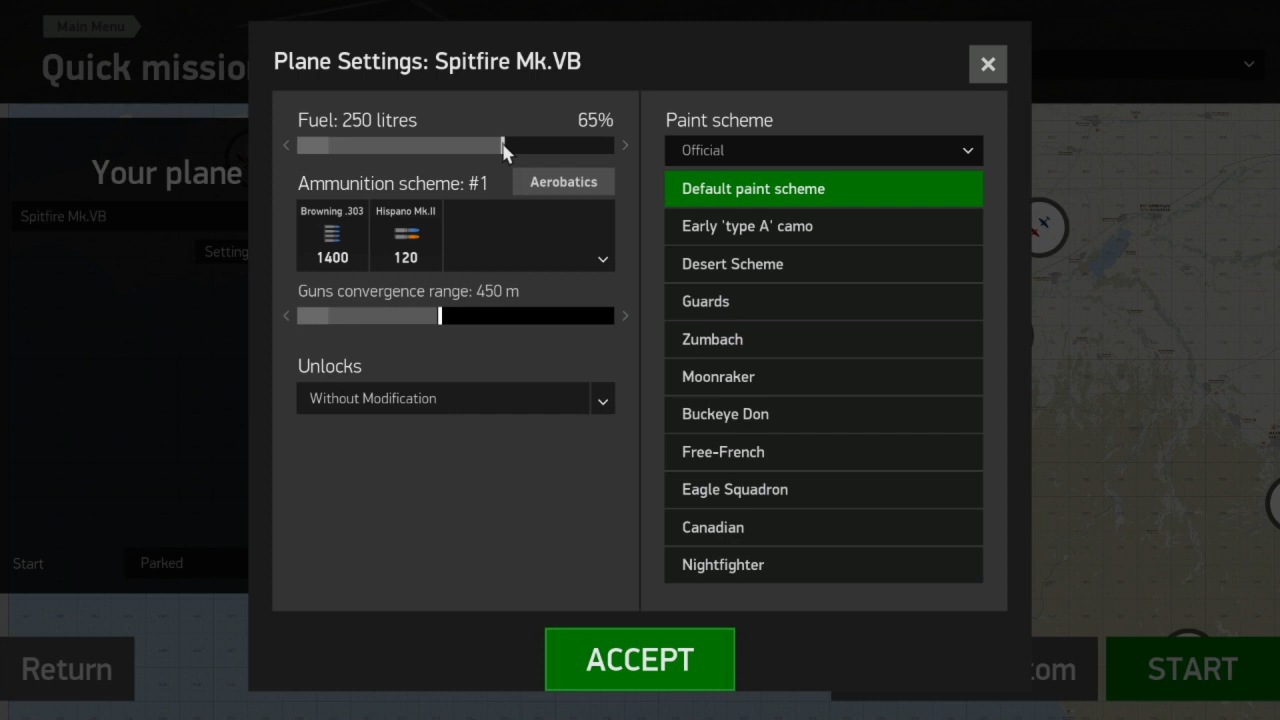 Main Menu
Quick missio
Your plane
Spitfire Mk.VB
Setting
Start
Parked
Return
Plane Settings: Spitfire Mk.VB
Fuel: 250 litres
65%
Ammunition scheme: #1
Aerobatics
Browning .303
Hispano Mk.II
1400
120
Guns convergence range: 450 m
Unlocks
Without Modification
Paint scheme
Official
Default paint scheme
Early 'type A' camo
Desert Scheme
Guards
Zumbach
Moonraker
Buckeye Don
Free-French
Eagle Squadron
Canadian
Nightfighter
ACCEPT
om
START